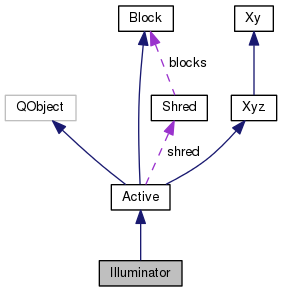 Block
Xy
blocks
QObject
Shred
Xyz
shred
Active
Illuminator